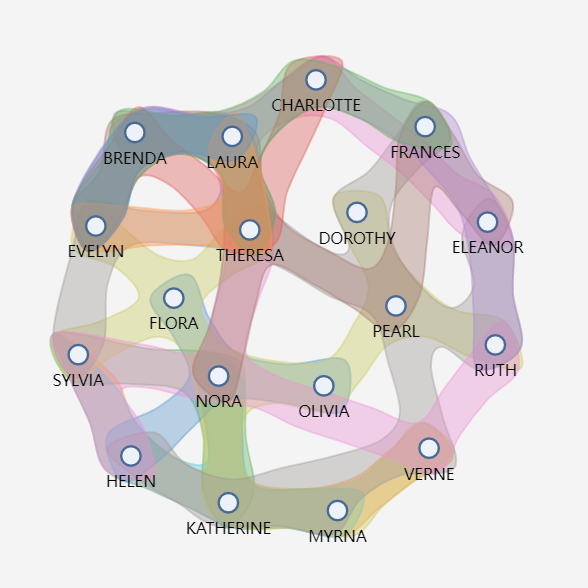 CHARLOTTE
BRENDA
LAURA
FRANCES
EVELYN
THERESA
DOROTHY
ELEANOR
FLORA
PEARL
SYLVIA
NORA
OLIVIA
RUTH
HELEN
VERNE
KATHERINE
MYRNA